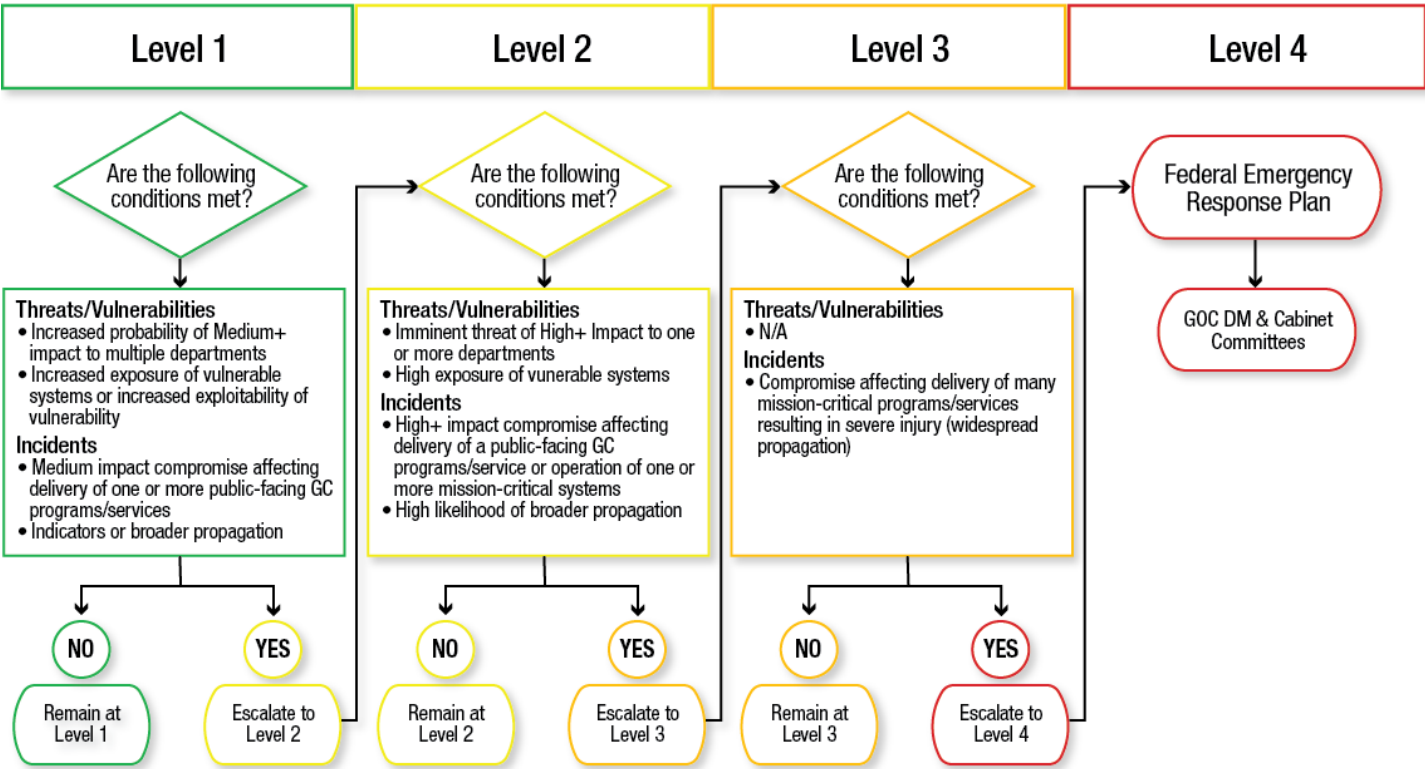 Level 1
Level 2
Level 3
Level 4
Are the following
conditions met?
Threats/Vulnerabilities
• Increased probability of Medium+
impact to multiple departments
• Increased exposure of vulnerable
systems or increased exploitability of
vulnerability
Incidents
• Medium impact compromise affecting
delivery of one or more public-facing GC
programs/services
• Indicators or broader propagation
NO
YES
Remain at
Level 1
Escalate to
Level 2
Are the following
conditions met?
Threats/Vulnerabilities
• Imminent threat of High+ Impact to one
or more departments
• High exposure of vunerable systems
Incidents
• High+ impact compromise affecting
delivery of a public-facing GC
programs/service or operation of one or
more mission-critical systems
• High likelihood of broader propagation
NO
YES
Remain at
Level 2
Escalate to
Level 3
Are the following
conditions met?
Threats/Vulnerabilities
• N/A
Incidents
• Compromise affecting delivery of many
mission-critical programs/services
resulting in severe injury (widespread
propagation)
NO
YES
Remain at
Level 3
Escalate to
Level 4
Federal Emergency
Response Plan
GOC DM & Cabinet
Committees